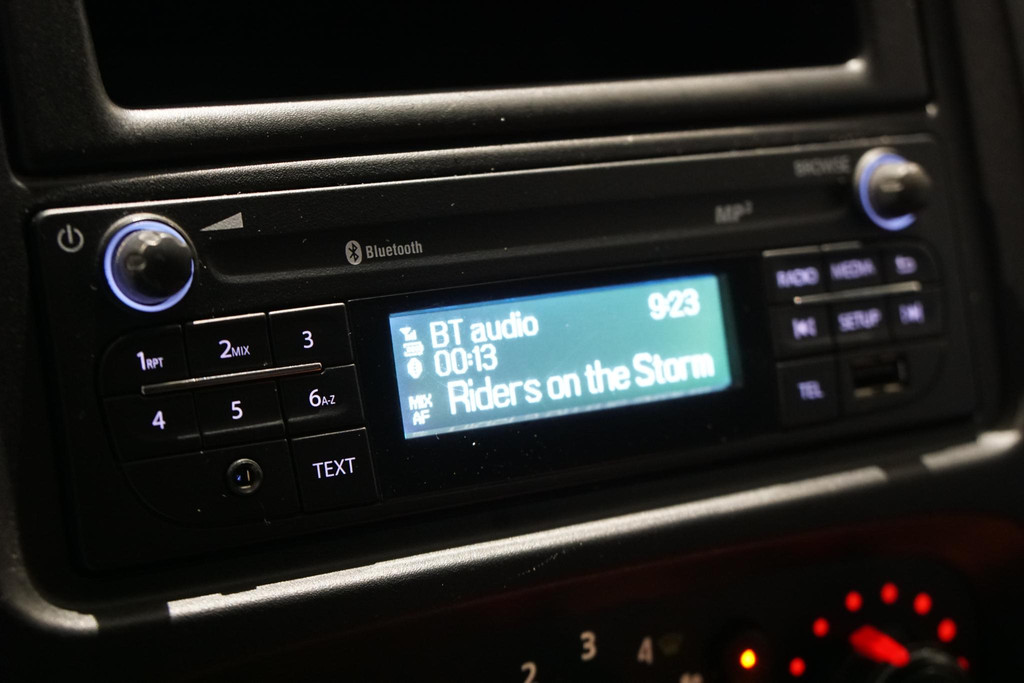 BROWSE
Bluetooth
MP3
1RPT
2MIX
3
4
5
6A-Z
TEXT
BT audio
9:23
00:13
Riders on the Storm
MIX
AF
RADIO
MEDIA
SETUP
TEL
2
3
4